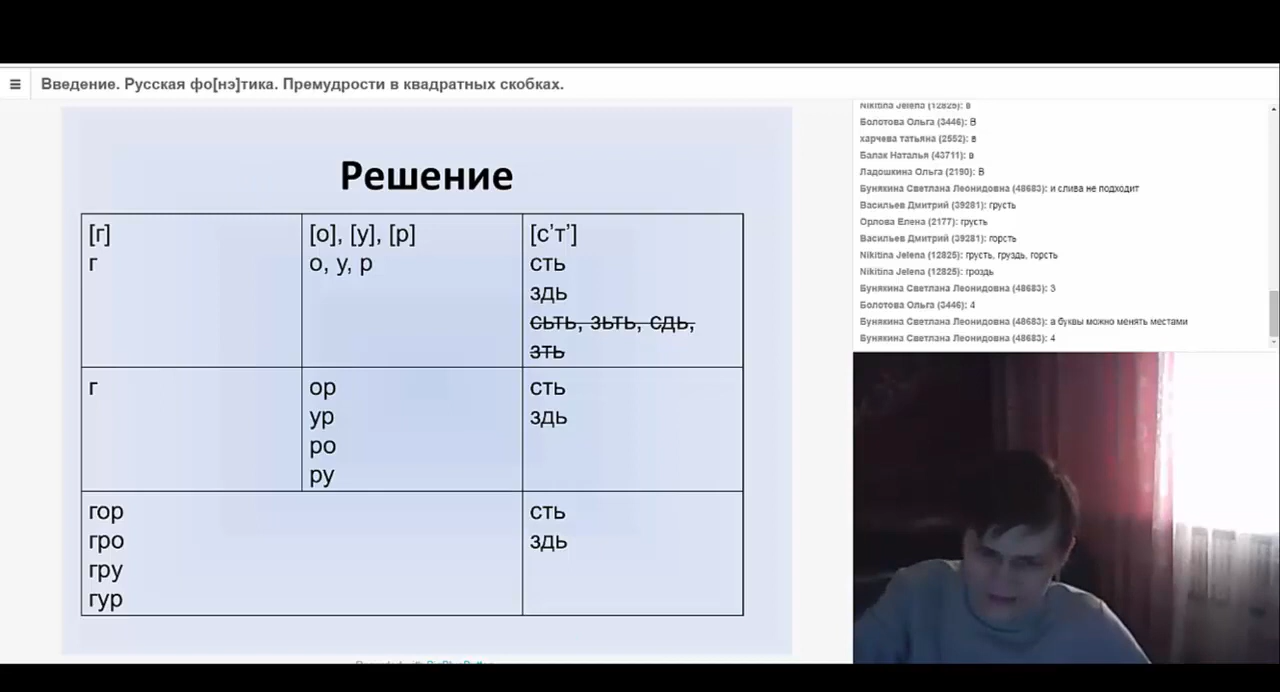 Введение. Русская фо[нэ]тика. Премудрости в квадратных скобках.
Решение
[г]
г
[о], [у], [р]
о, у, р
[с’т’]
сть
здь
сьть, зьть, сдь,
зть
г
ор
ур
ро
ру
сть
здь
гор
гро
гру
гур
сть
здь
Nikitina Jelena (12825): в
Болотова Ольга (3446): В
харчева татьяна (2552): в
Балак Наталья (43711): в
Ладошкина Ольга (2190): В
Бунякина Светлана Леонидовна (48683): и слива не подходит
Васильев Дмитрий (39281): грусть
Орлова Елена (2177): грусть
Васильев Дмитрий (39281): горсть
Nikitina Jelena (12825): грусть, груздь, горсть
Nikitina Jelena (12825): гроздь
Бунякина Светлана Леонидовна (48683): 3
Болотова Ольга (3446): 4
Бунякина Светлана Леонидовна (48683): а буквы можно менять местами
Бунякина Светлана Леонидовна (48683): 4